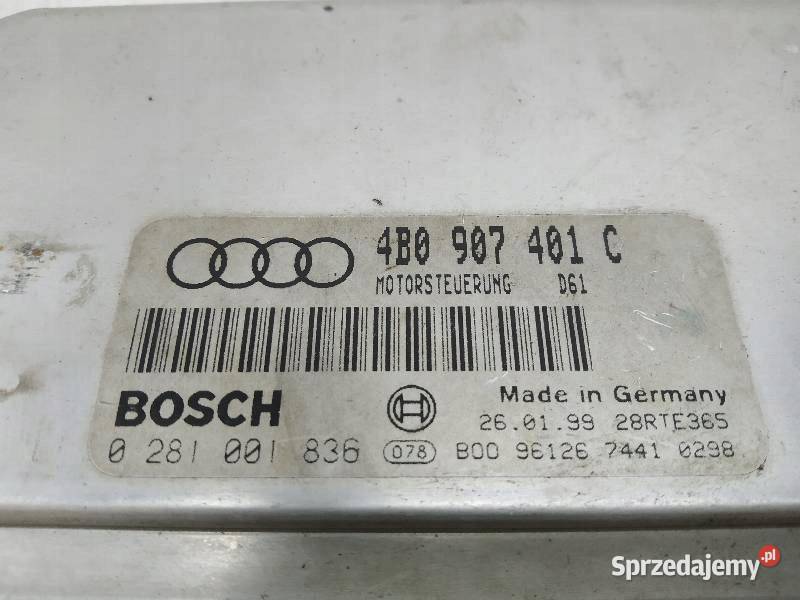 4B0 907 401 C
MOTORSTEUERUNG D61
BOSCH
Made in Germany
26.01.99 28RTE365
0 281 001 836 078 B00 96126 7441 0298
Sprzedajemy.pl